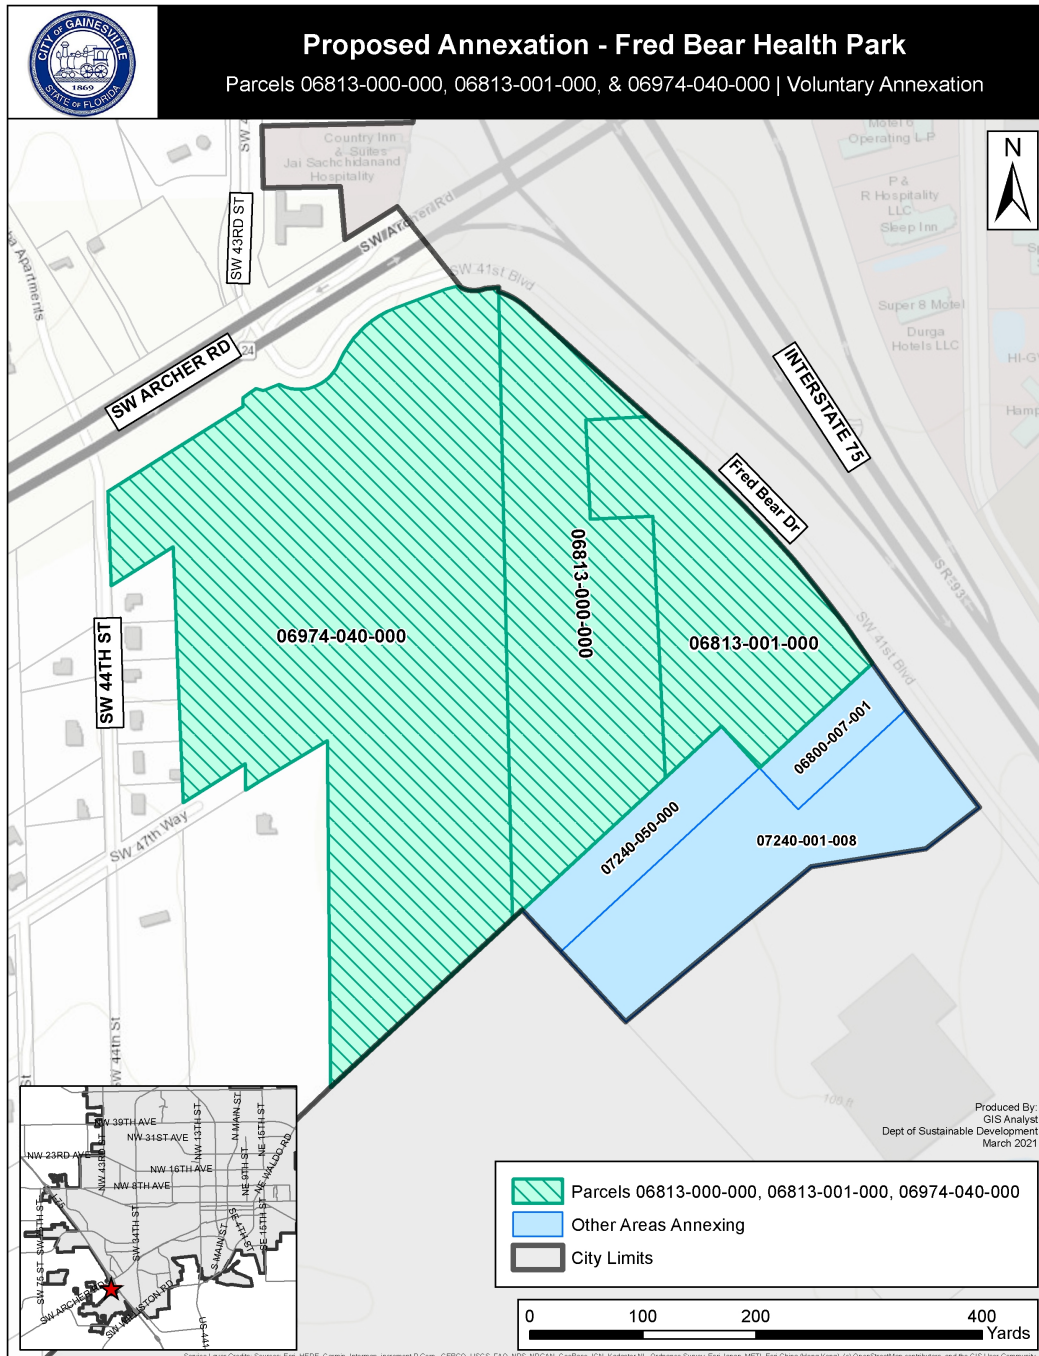 CITY OF GAINESVILLE
1869
STATE OF FLORIDA
Proposed Annexation - Fred Bear Health Park
Parcels 06813-000-000, 06813-001-000, & 06974-040-000 | Voluntary Annexation
N
Country Inn
& Suites
Jai Sachchidanand
Hospitality
Motel 6
Operating L P
P &
R Hospitality
LLC
Sleep Inn
Super 8 Motel
Durga
Hotels LLC
Apartments
SW 43RD ST
SW Archer Rd
SW 41st Blvd
24
SW ARCHER RD
INTERSTATE 75
Fred Bear Dr
SR 93
SW 41st Blvd
06974-040-000
06813-000-000
06813-001-000
SW 44TH ST
SW 47th Way
06800-007-001
07240-050-000
07240-001-008
SW 44th St
100 ft
Produced By:
GIS Analyst
Dept of Sustainable Development
March 2021
NW 39TH AVE
NW 31ST AVE
NW 23RD AVE
NW 16TH AVE
NW 8TH AVE
NW 43RD ST
NW 13TH ST
N MAIN ST
NE 15TH ST
NE 9TH ST
NE WALDO RD
I-75
SW 75 ST
SW 34TH ST
S MAIN ST
SE 4TH ST
SE 15TH ST
SW ARCHER RD
SW WILLISTON RD
US 441
Parcels 06813-000-000, 06813-001-000, 06974-040-000
Other Areas Annexing
City Limits
0 100 200 400
Yards